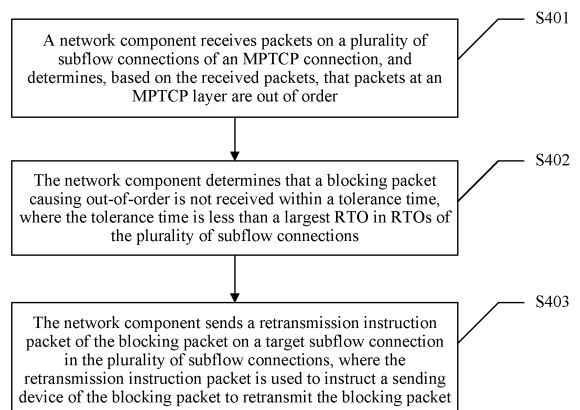 S401
A network component receives packets on a plurality of
subflow connections of an MPTCP connection, and
determines, based on the received packets, that packets at an
MPTCP layer are out of order
S402
The network component determines that a blocking packet
causing out-of-order is not received within a tolerance time,
where the tolerance time is less than a largest RTO in RTOs of
the plurality of subflow connections
S403
The network component sends a retransmission instruction
packet of the blocking packet on a target subflow connection
in the plurality of subflow connections, where the
retransmission instruction packet is used to instruct a sending
device of the blocking packet to retransmit the blocking packet